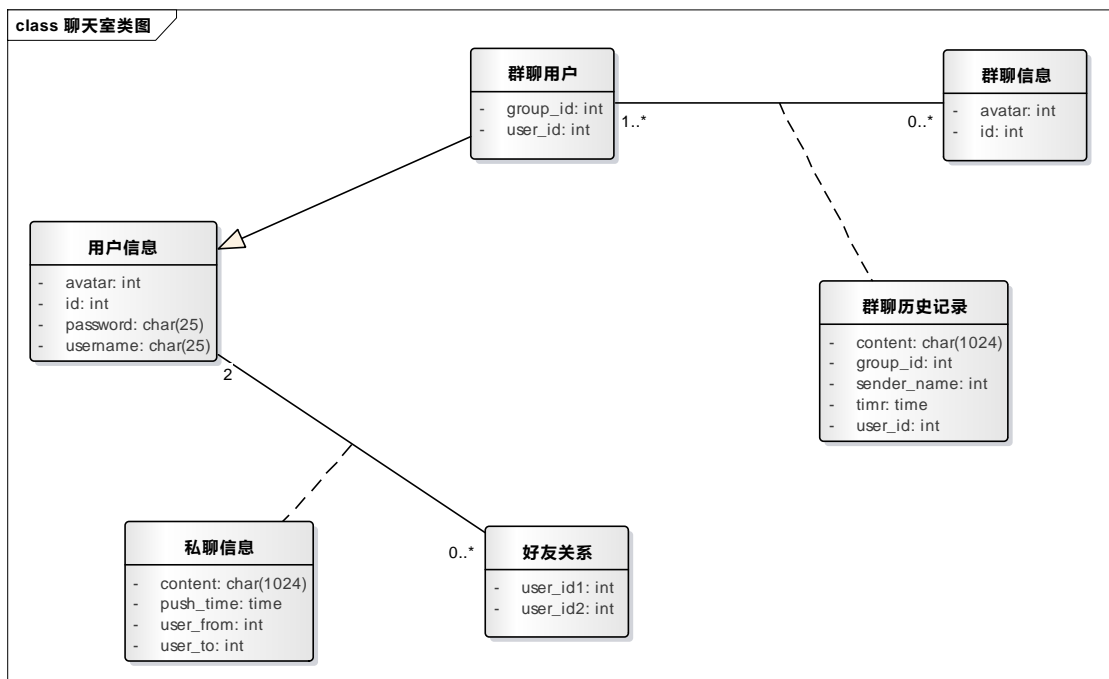 class 聊天室类图
群聊用户
- group_id: int
- user_id: int
1..*
0..*
群聊信息
- avatar: int
- id: int
用户信息
- avatar: int
- id: int
- password: char(25)
- username: char(25)
2
群聊历史记录
- content: char(1024)
- group_id: int
- sender_name: int
- timr: time
- user_id: int
私聊信息
- content: char(1024)
- push_time: time
- user_from: int
- user_to: int
0..*
好友关系
- user_id1: int
- user_id2: int